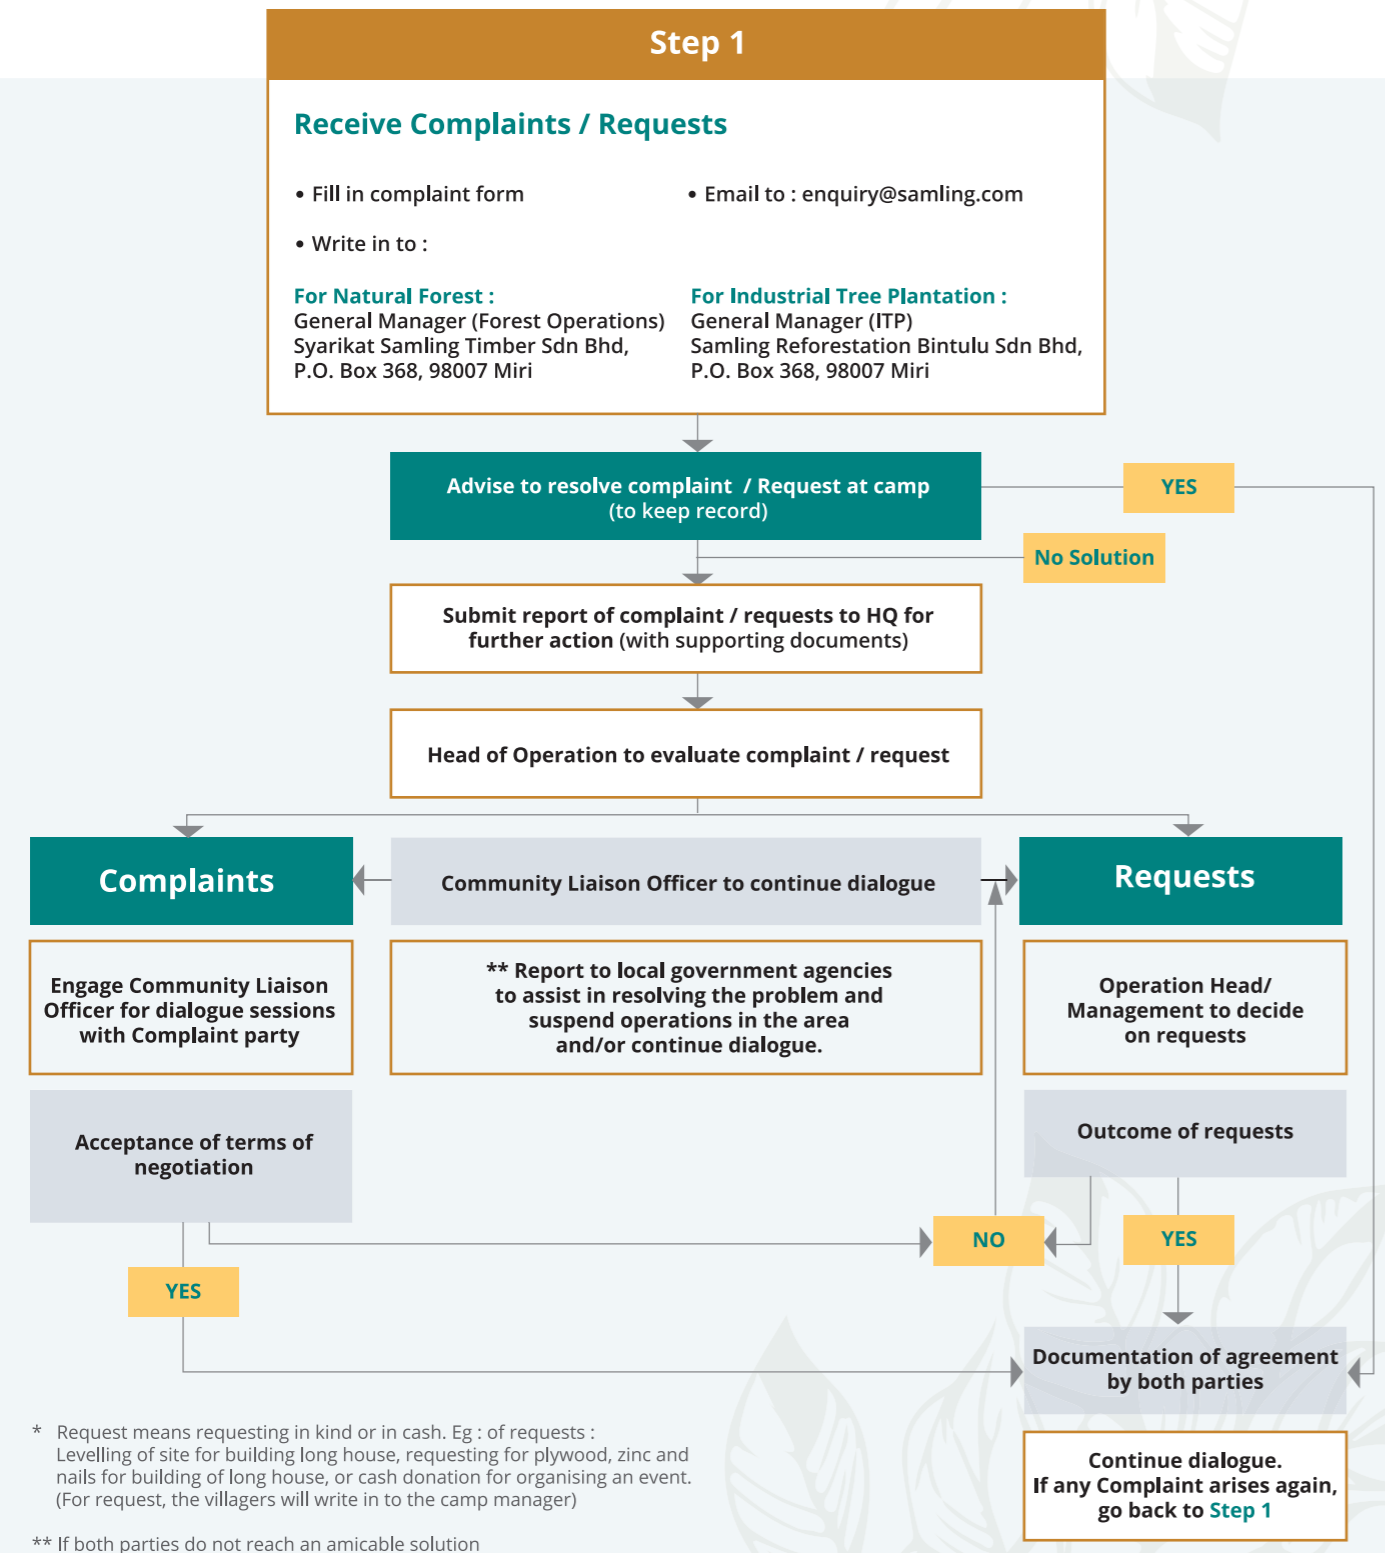 Step 1
Receive Complaints / Requests
• Fill in complaint form
• Email to : enquiry@samling.com
• Write in to :
For Natural Forest :
General Manager (Forest Operations)
Syarikat Samling Timber Sdn Bhd,
P.O. Box 368, 98007 Miri
For Industrial Tree Plantation :
General Manager (ITP)
Samling Reforestation Bintulu Sdn Bhd,
P.O. Box 368, 98007 Miri
Advise to resolve complaint / Request at camp
(to keep record)
YES
No Solution
Submit report of complaint / requests to HQ for
further action (with supporting documents)
Head of Operation to evaluate complaint / request
Complaints
Community Liaison Officer to continue dialogue
Requests
Engage Community Liaison
Officer for dialogue sessions
with Complaint party
** Report to local government agencies
to assist in resolving the problem and
suspend operations in the area
and/or continue dialogue.
Operation Head/
Management to decide
on requests
Acceptance of terms of
negotiation
Outcome of requests
NO
YES
YES
Documentation of agreement
by both parties
Continue dialogue.
If any Complaint arises again,
go back to Step 1
* Request means requesting in kind or in cash. Eg : of requests :
Levelling of site for building long house, requesting for plywood, zinc and
nails for building of long house, or cash donation for organising an event.
(For request, the villagers will write in to the camp manager)
** If both parties do not reach an amicable solution